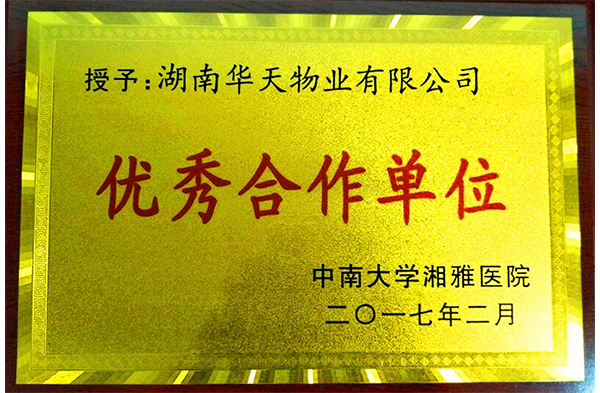 授予:湖南华天物业有限公司
优秀合作单位
中南大学湘雅医院
二〇一七年二月